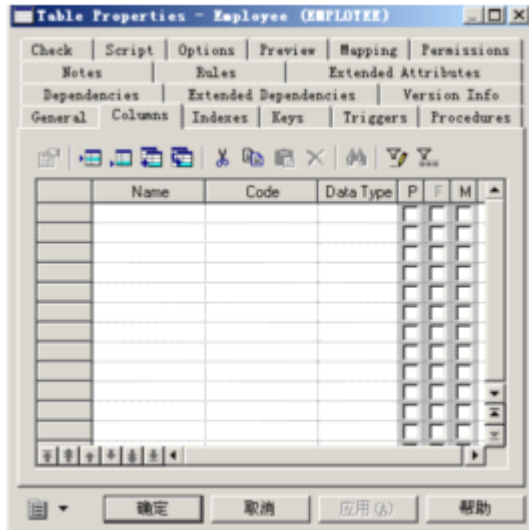 Table Properties - Employee (EMPLOYEE)
Check Script Options Preview Mapping Permissions
Notes Rules Extended Attributes
Dependencies Extended Dependencies Version Info
General Columns Indexes Keys Triggers Procedures
Name Code Data Type P F M
确定 取消 应用(A) 帮助